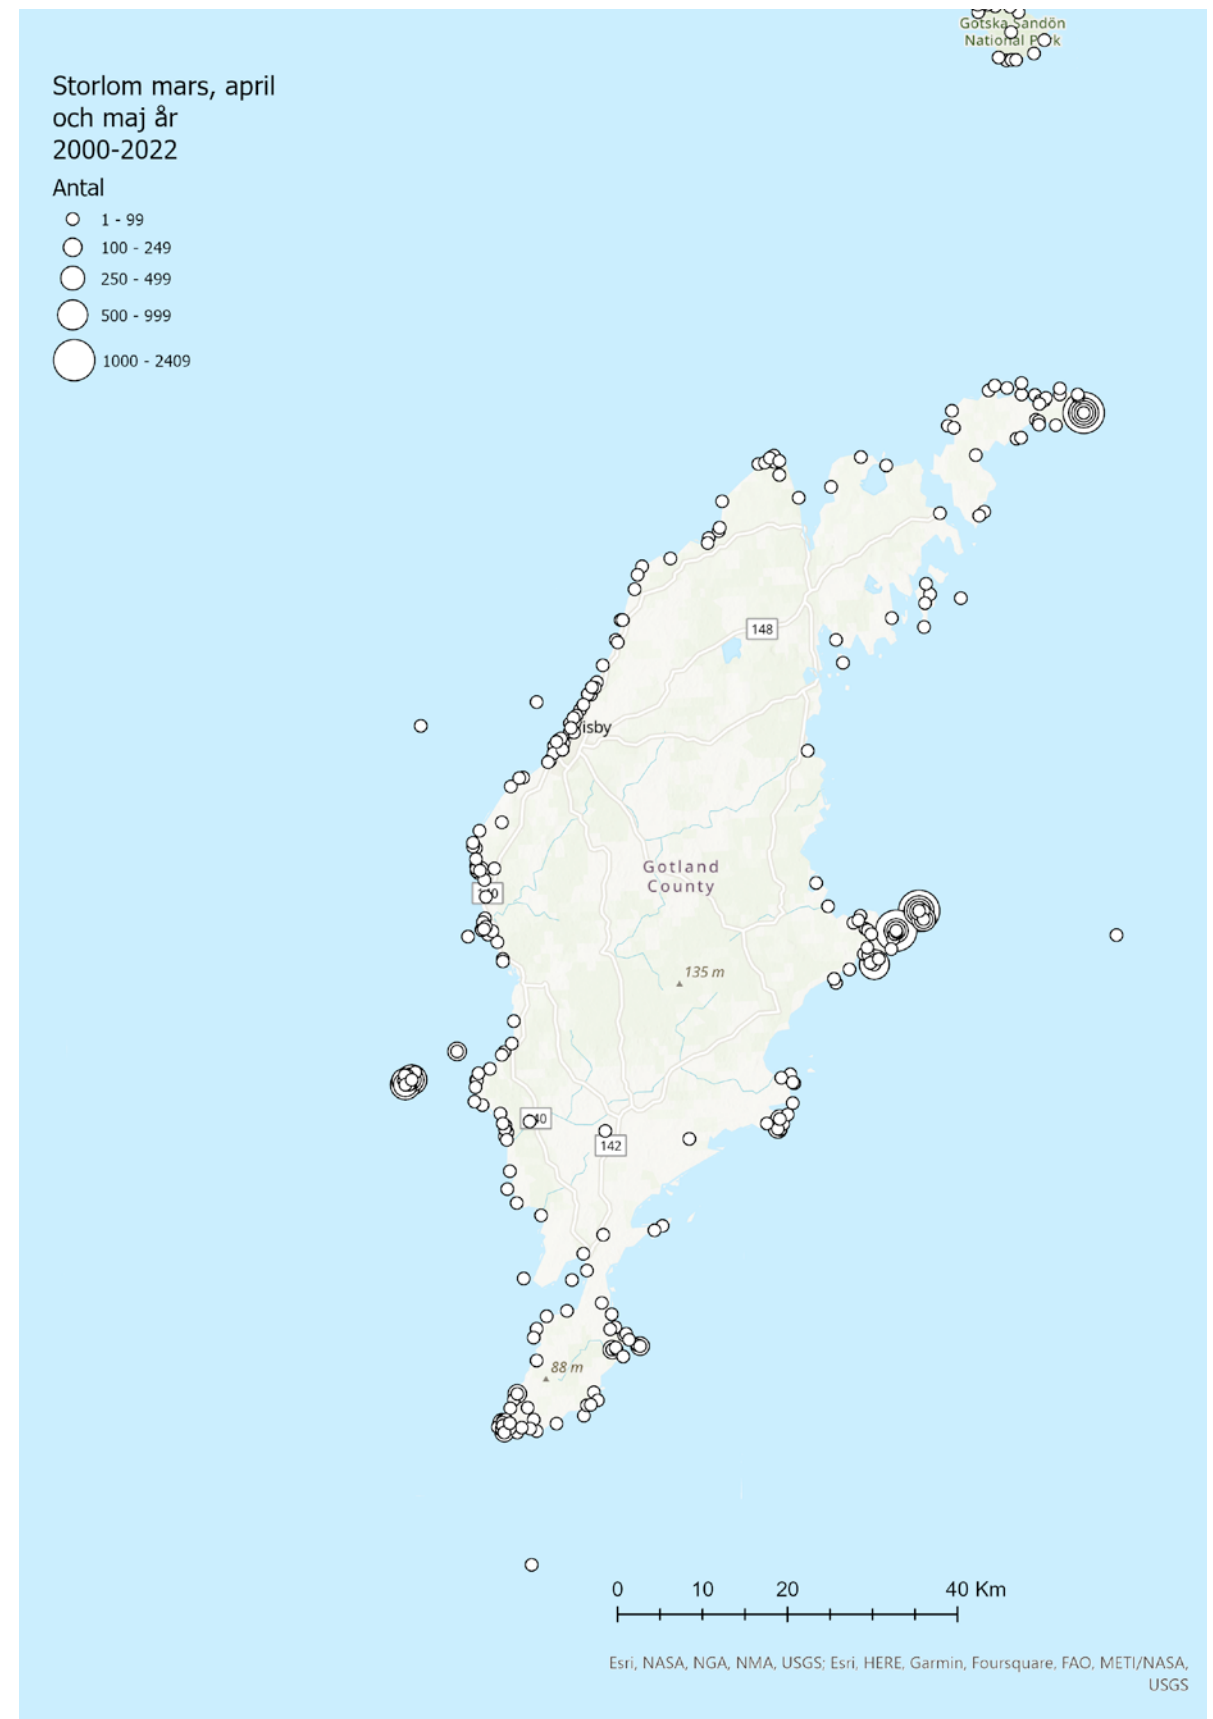 Gotska Sandön
National P k
Storlom mars, april
och maj år
2000-2022
Antal
1 - 99
100 - 249
250 - 499
500 - 999
1000 - 2409
148
isby
Gotland
County
135 m
142
88 m
0 10 20 40 Km
Esri, NASA, NGA, NMA, USGS; Esri, HERE, Garmin, Foursquare, FAO, METI/NASA,
USGS